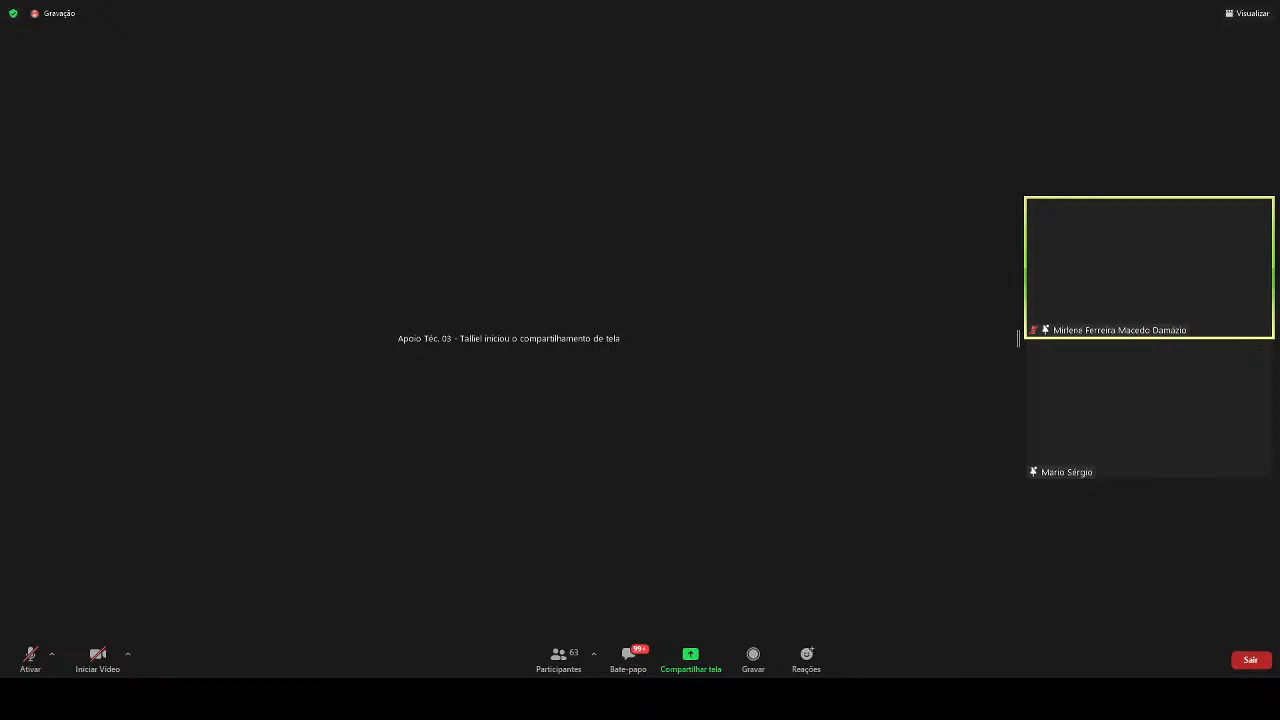 Gravação
Visualizar
Apoio Téc. 03 - Talliel iniciou o compartilhamento de tela
Mirlene Ferreira Macedo Damázio
Mario Sérgio
Ativar
Iniciar Vídeo
63
Participantes
99+
Bate-papo
Compartilhar tela
Gravar
Reações
Sair